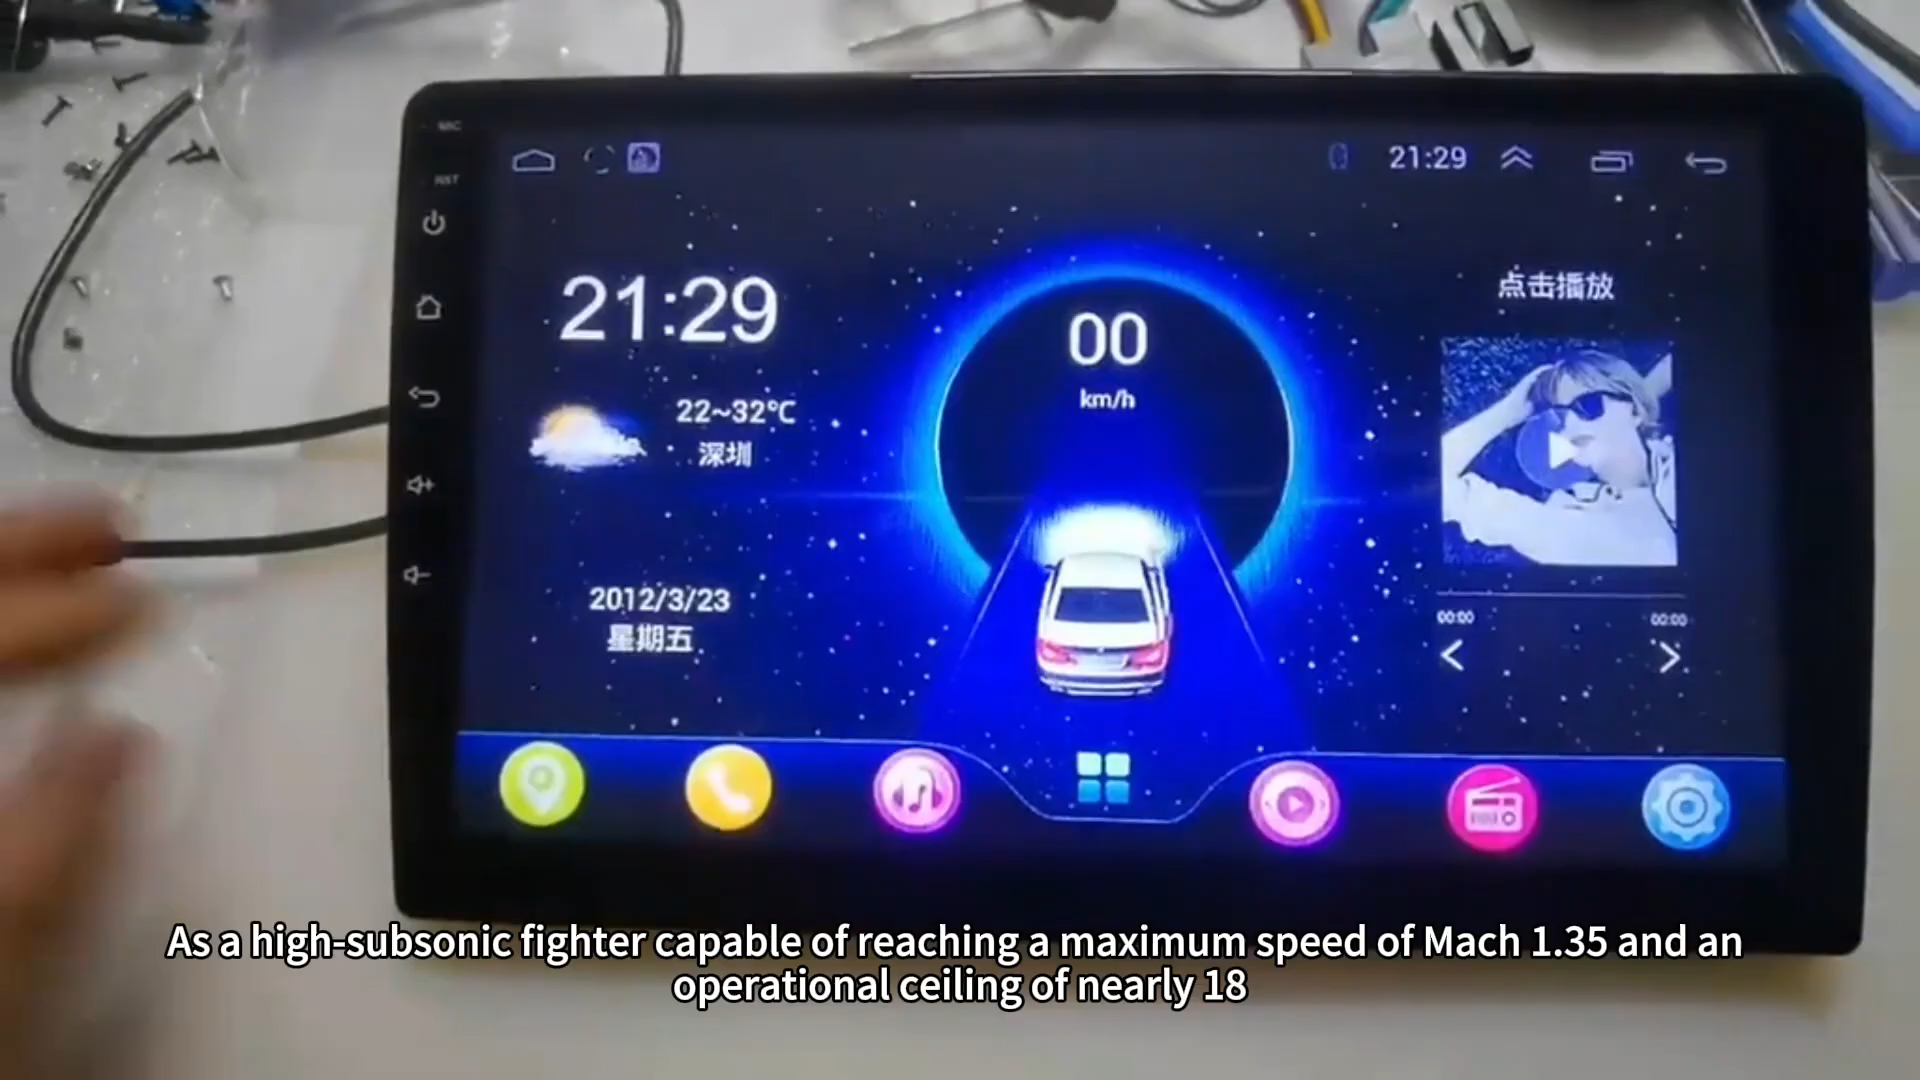 MIC
RST
21:29
21:29
22~32°C
深圳
2012/3/23
星期五
00
km/h
点击播放
00:00
00:00
As a high-subsonic fighter capable of reaching a maximum speed of Mach 1.35 and an
operational ceiling of nearly 18